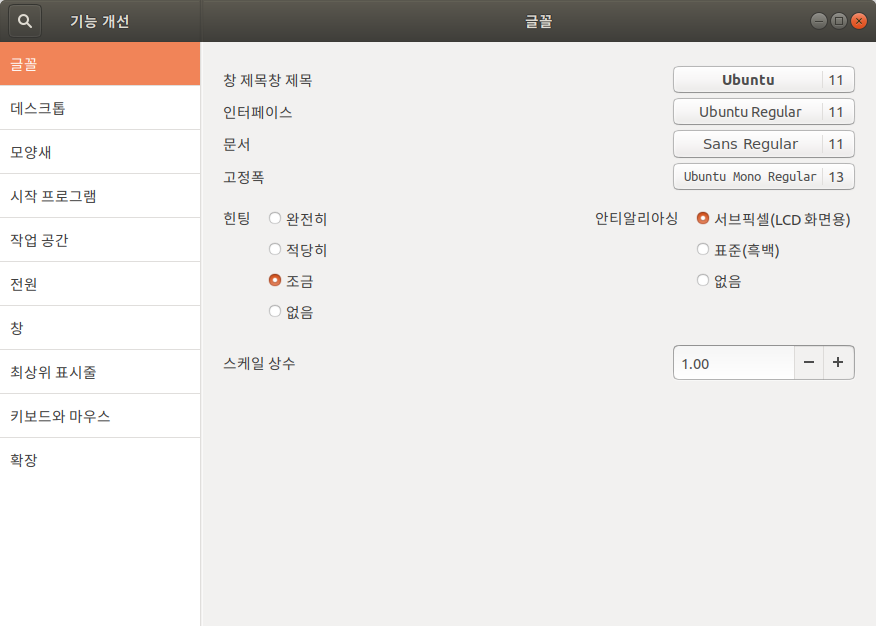 기능 개선
글꼴
글꼴
데스크톱
모양새
시작 프로그램
작업 공간
전원
창
최상위 표시줄
키보드와 마우스
확장
창 제목창 제목 Ubuntu 11
인터페이스 Ubuntu Regular 11
문서 Sans Regular 11
고정폭 Ubuntu Mono Regular 13
힌팅 완전히 안티알리아싱 서브픽셀(LCD 화면용)
적당히 표준(흑백)
조금 없음
없음
스케일 상수 1.00 − +